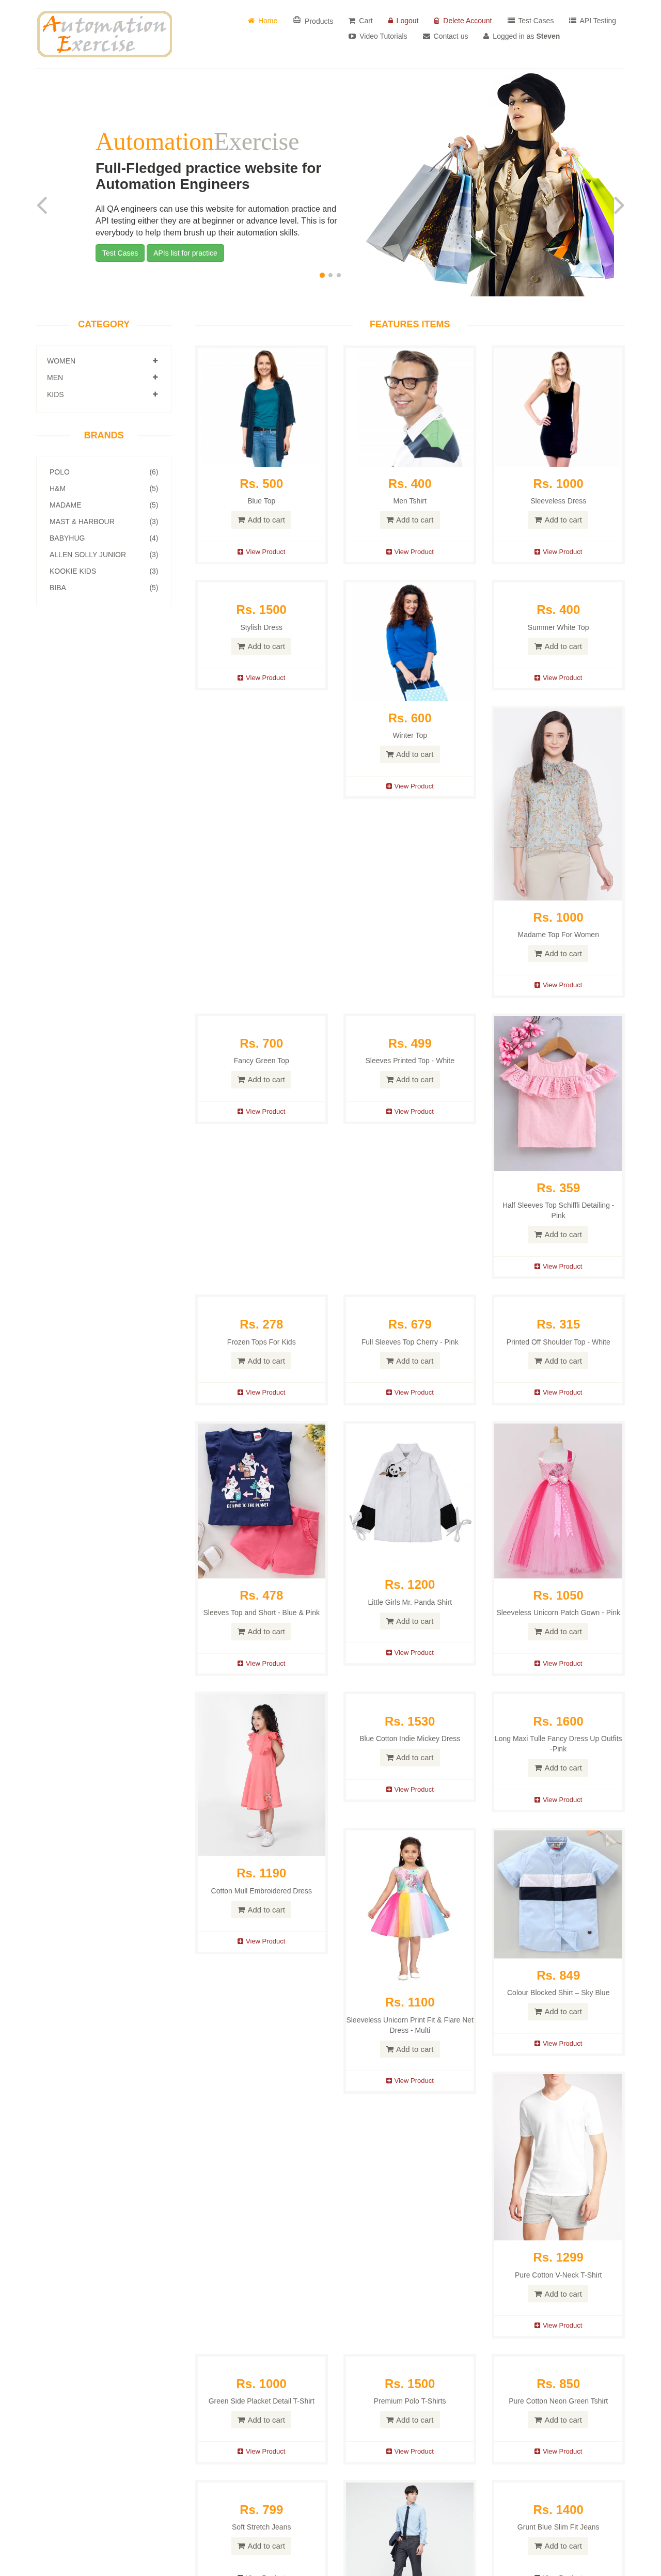 Automation
Exercise
Home
Products
Cart
Logout
Delete Account
Test Cases
API Testing
Video Tutorials
Contact us
Logged in as Steven
AutomationExercise
Full-Fledged practice website for
Automation Engineers
All QA engineers can use this website for automation practice and
API testing either they are at beginner or advance level. This is for
everybody to help them brush up their automation skills.
Test Cases
APIs list for practice
CATEGORY
WOMEN
MEN
KIDS
BRANDS
POLO (6)
H&M (5)
MADAME (5)
MAST & HARBOUR (3)
BABYHUG (4)
ALLEN SOLLY JUNIOR (3)
KOOKIE KIDS (3)
BIBA (5)
FEATURES ITEMS
Rs. 500
Blue Top
Add to cart
View Product
Rs. 400
Men Tshirt
Add to cart
View Product
Rs. 1000
Sleeveless Dress
Add to cart
View Product
Rs. 1500
Stylish Dress
Add to cart
View Product
Rs. 600
Winter Top
Add to cart
View Product
Rs. 400
Summer White Top
Add to cart
View Product
Rs. 1000
Madame Top For Women
Add to cart
View Product
Rs. 700
Fancy Green Top
Add to cart
View Product
Rs. 499
Sleeves Printed Top - White
Add to cart
View Product
Rs. 359
Half Sleeves Top Schiffli Detailing -
Pink
Add to cart
View Product
Rs. 278
Frozen Tops For Kids
Add to cart
View Product
Rs. 679
Full Sleeves Top Cherry - Pink
Add to cart
View Product
Rs. 315
Printed Off Shoulder Top - White
Add to cart
View Product
BE KIND TO THE PLANET
Rs. 478
Sleeves Top and Short - Blue & Pink
Add to cart
View Product
Rs. 1200
Little Girls Mr. Panda Shirt
Add to cart
View Product
Rs. 1050
Sleeveless Unicorn Patch Gown - Pink
Add to cart
View Product
Rs. 1190
Cotton Mull Embroidered Dress
Add to cart
View Product
Rs. 1530
Blue Cotton Indie Mickey Dress
Add to cart
View Product
Rs. 1600
Long Maxi Tulle Fancy Dress Up Outfits
-Pink
Add to cart
View Product
Rs. 1100
Sleeveless Unicorn Print Fit & Flare Net
Dress - Multi
Add to cart
View Product
Rs. 849
Colour Blocked Shirt – Sky Blue
Add to cart
View Product
Rs. 1299
Pure Cotton V-Neck T-Shirt
Add to cart
View Product
Rs. 1000
Green Side Placket Detail T-Shirt
Add to cart
View Product
Rs. 1500
Premium Polo T-Shirts
Add to cart
View Product
Rs. 850
Pure Cotton Neon Green Tshirt
Add to cart
View Product
Rs. 799
Soft Stretch Jeans
Add to cart
Rs. 1400
Grunt Blue Slim Fit Jeans
Add to cart